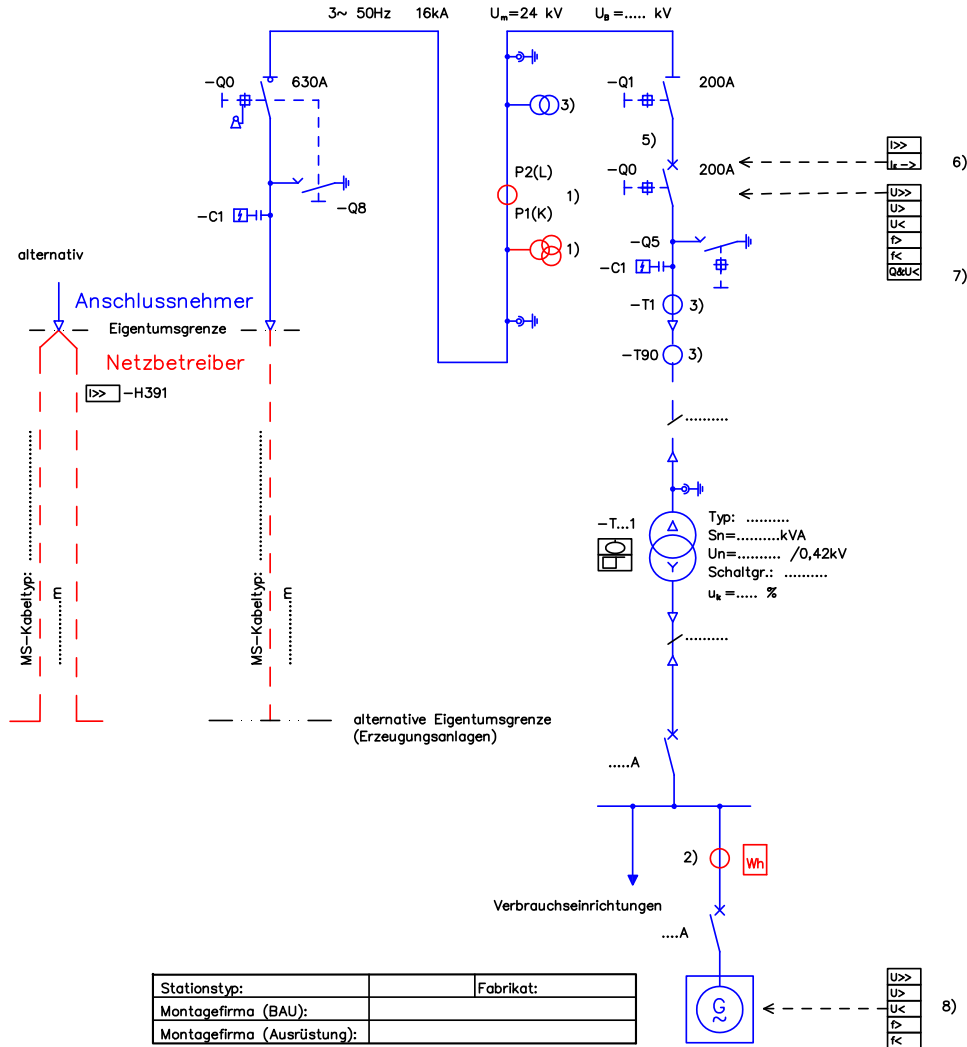 3~ 50Hz 16kA Um=24 kV UB=..... kV
-Q0 630A
-Q1 200A
3)
5)
I>>
IE->
6)
P2(L)
1)
-Q0 200A
-Q8
P1(K)
U>>
U>
U<
f>
f<
Q&U<
7)
-C1
-Q5
1)
alternativ
-C1
Anschlussnehmer
-T1 3)
Eigentumsgrenze
Netzbetreiber
-T90 3)
I>> -H391
..........
MS-Kabeltyp: ..............................
m ....................
MS-Kabeltyp: ..............................
m ....................
-T...1
Typ: ..........
Sn=.........kVA
Un=.......... /0,42kV
Schaltgr.: ..........
uk=..... %
..........
alternative Eigentumsgrenze
(Erzeugungsanlagen)
.....A
2)
Wh
Verbrauchseinrichtungen
....A
Stationstyp: Fabrikat:
Montagefirma (BAU):
Montagefirma (Ausrüstung):
G
~
U>>
U>
U<
f>
f<
8)